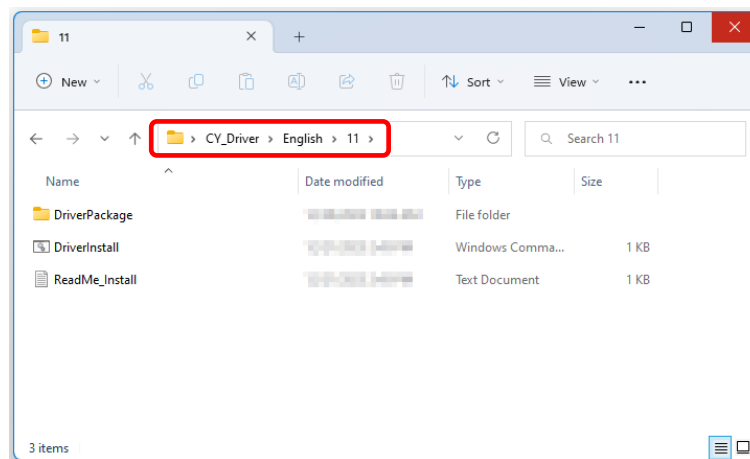 11
New Sort View
CY_Driver English 11 Search 11
Name Date modified Type Size
DriverPackage File folder
DriverInstall Windows Comma... 1 KB
ReadMe_Install Text Document 1 KB
3 items